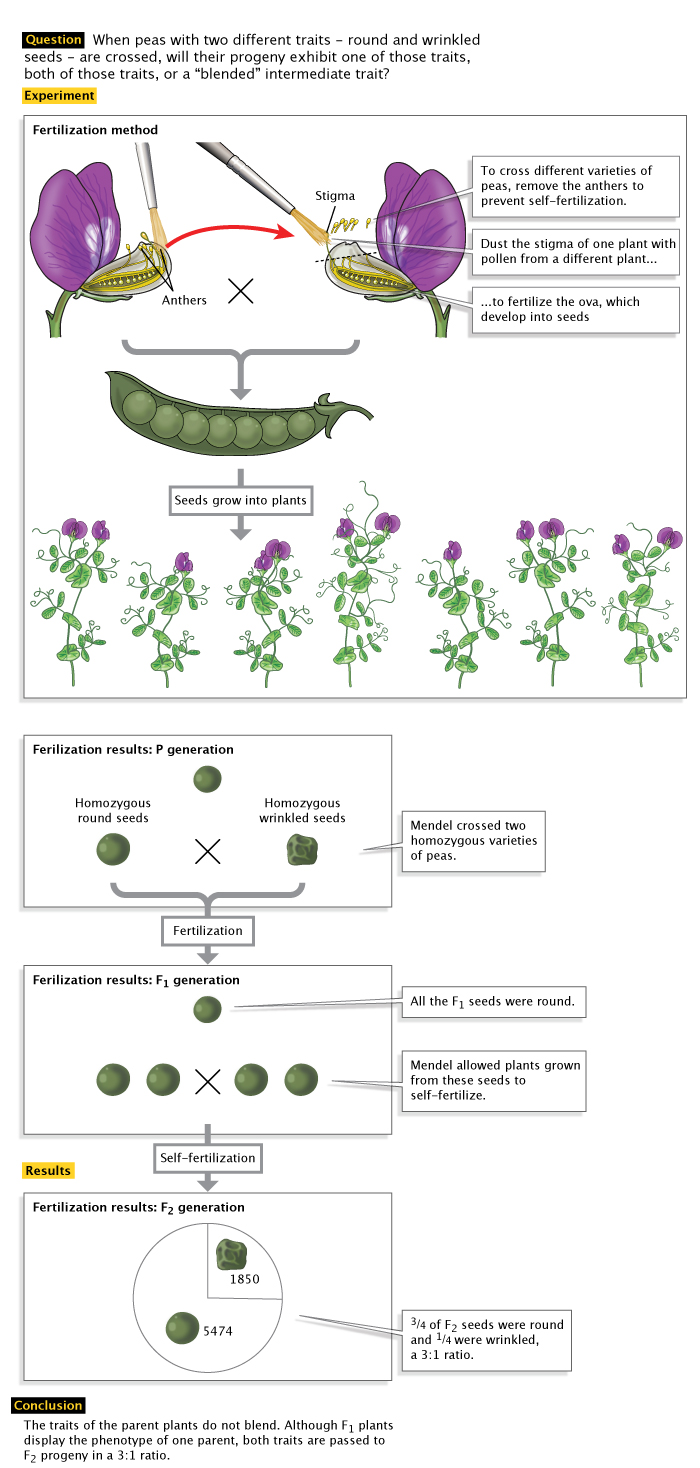 Question When peas with two different traits – round and wrinkled
seeds – are crossed, will their progeny exhibit one of those traits,
both of those traits, or a “blended” intermediate trait?
Experiment
Fertilization method
Stigma
To cross different varieties of
peas, remove the anthers to
prevent self-fertilization.
Dust the stigma of one plant with
pollen from a different plant...
Anthers
...to fertilize the ova, which
develop into seeds
Seeds grow into plants
Ferilization results: P generation
Homozygous
round seeds
Homozygous
wrinkled seeds
Mendel crossed two
homozygous varieties
of peas.
Fertilization
Ferilization results: F1 generation
All the F1 seeds were round.
Mendel allowed plants grown
from these seeds to
self-fertilize.
Self-fertilization
Results
Fertilization results: F2 generation
1850
5474
3/4 of F2 seeds were round
and 1/4 were wrinkled,
a 3:1 ratio.
Conclusion
The traits of the parent plants do not blend. Although F1 plants
display the phenotype of one parent, both traits are passed to
F2 progeny in a 3:1 ratio.